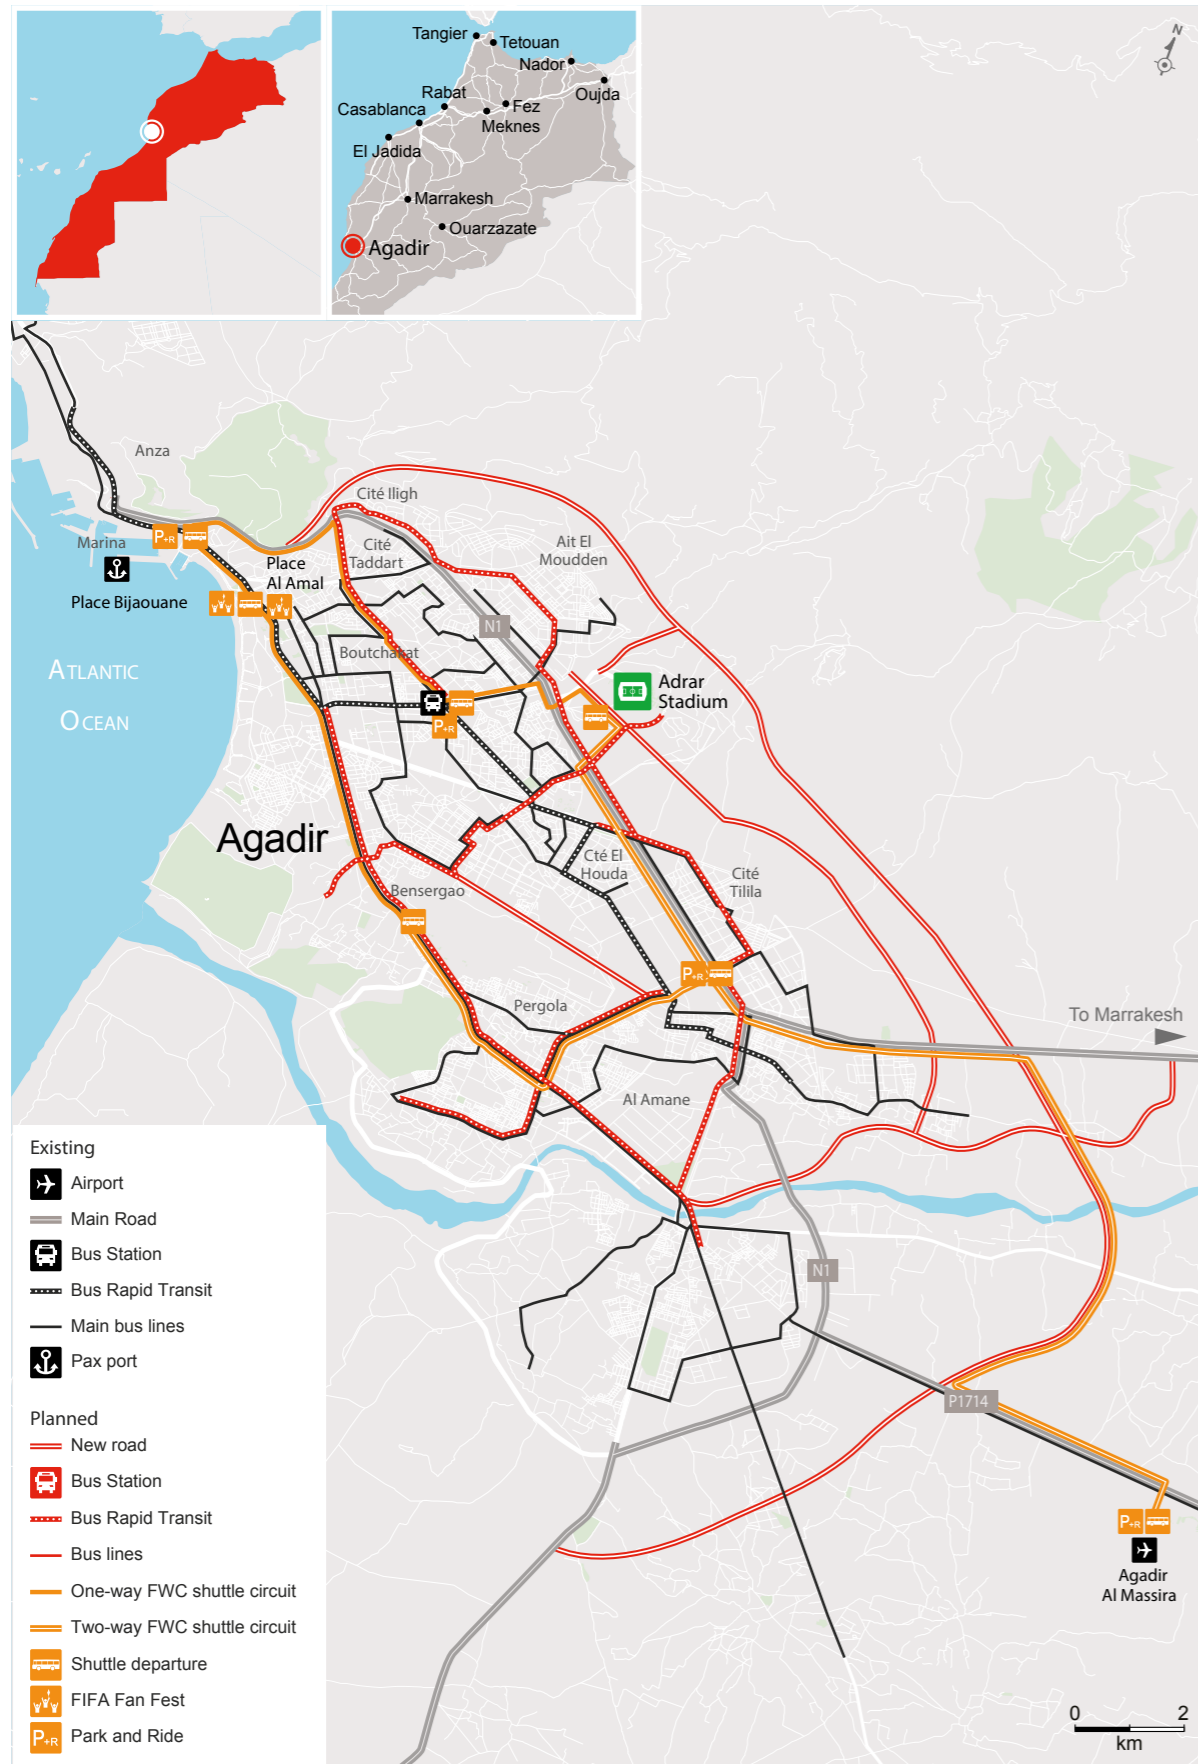 Tangier
Tetouan
Nador
Oujda
Rabat
Fez
Casablanca
Meknes
El Jadida
Marrakesh
Ouarzazate
Agadir
N
Anza
Cité Iligh
Marina
P+R
Cité
Taddart
Ait El
Moudden
Place
Al Amal
Place Bijaouane
N1
Boutchakat
ATLANTIC
OCEAN
Adrar
Stadium
P+R
Agadir
Cté El
Houda
Cité
Tilila
Bensergao
P+R
Pergola
To Marrakesh
Al Amane
N1
P1714
P+R
Agadir
Al Massira
Existing
Airport
Main Road
Bus Station
Bus Rapid Transit
Main bus lines
Pax port
Planned
New road
Bus Station
Bus Rapid Transit
Bus lines
One-way FWC shuttle circuit
Two-way FWC shuttle circuit
Shuttle departure
FIFA Fan Fest
P+R Park and Ride
0 2
km